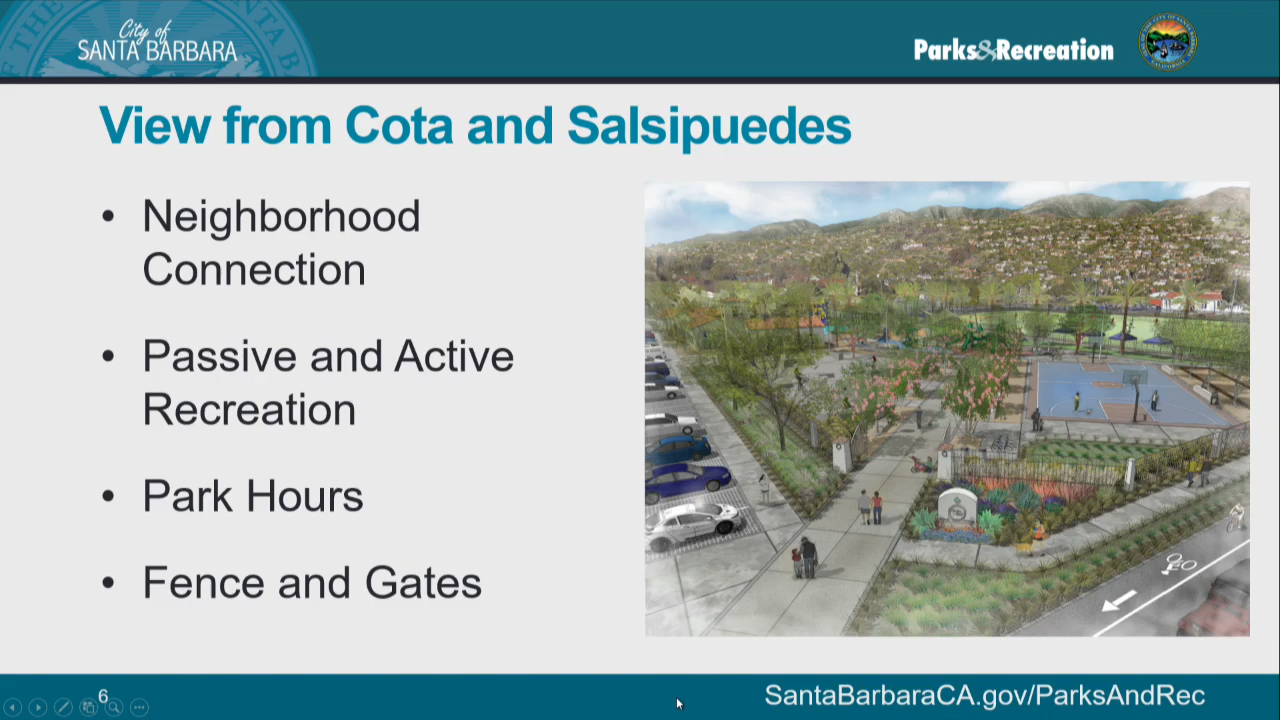 City of
SANTA BARBARA
Parks&Recreation
View from Cota and Salsipuedes
• Neighborhood
Connection
• Passive and Active
Recreation
• Park Hours
• Fence and Gates
6
SantaBarbaraCA.gov/ParksAndRec